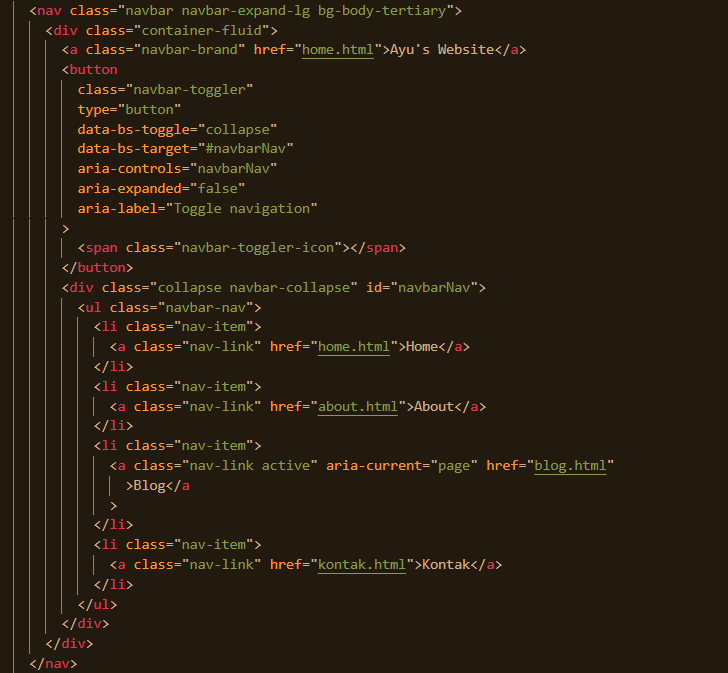 <nav class="navbar navbar-expand-lg bg-body-tertiary">
<div class="container-fluid">
<a class="navbar-brand" href="home.html">Ayu's Website</a>
<button
class="navbar-toggler"
type="button"
data-bs-toggle="collapse"
data-bs-target="#navbarNav"
aria-controls="navbarNav"
aria-expanded="false"
aria-label="Toggle navigation"
>
<span class="navbar-toggler-icon"></span>
</button>
<div class="collapse navbar-collapse" id="navbarNav">
<ul class="navbar-nav">
<li class="nav-item">
<a class="nav-link" href="home.html">Home</a>
</li>
<li class="nav-item">
<a class="nav-link" href="about.html">About</a>
</li>
<li class="nav-item">
<a class="nav-link active" aria-current="page" href="blog.html"
>Blog</a
>
</li>
<li class="nav-item">
<a class="nav-link" href="kontak.html">Kontak</a>
</li>
</ul>
</div>
</div>
</nav>